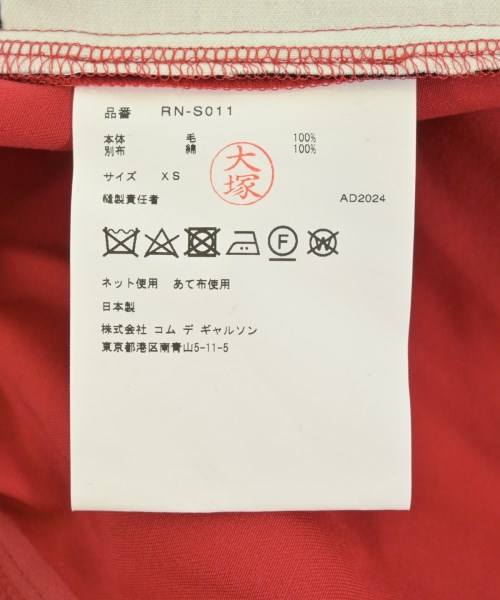 品番 RN-S011
本体 毛 100%
別布 綿 100%
大塚
サイズ XS
縫製責任者 AD2024
F W
ネット使用 あて布使用
日本製
株式会社 コム デ ギャルソン
東京都港区南青山5-11-5